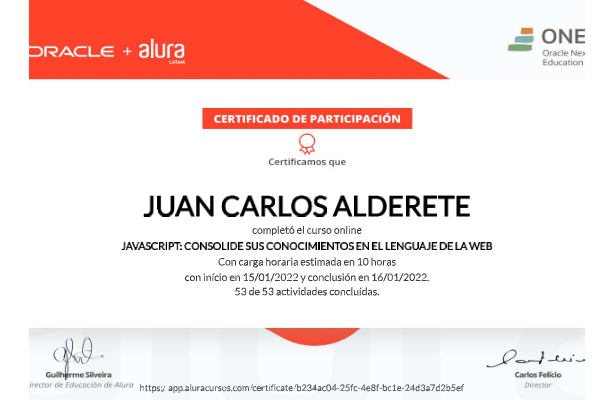 ORACLE + alura
LATAM
ONE
Oracle Nex
Education
CERTIFICADO DE PARTICIPACIÓN
Certificamos que
JUAN CARLOS ALDERETE
completó el curso online
JAVASCRIPT: CONSOLIDE SUS CONOCIMIENTOS EN EL LENGUAJE DE LA WEB
Con carga horaria estimada en 10 horas
con início en 15/01/2022 y conclusión en 16/01/2022.
53 de 53 actividades concluídas.
Guilherme Silveira
irector de Educación de Alura
https:/ app.aluracursos.com/certificate/b234ac04-25fc-4e8f-bc1e-24d3a7d2b5ef
Carlos Felício
Director